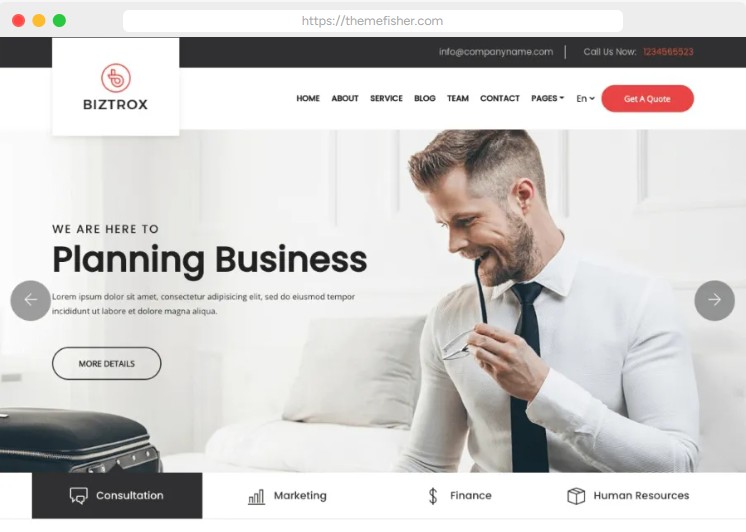 https://themefisher.com
info@companyname.com
Call Us Now: 1234565523
BIZTROX
HOME ABOUT SERVICE BLOG TEAM CONTACT PAGES En Get A Quote
WE ARE HERE TO
Planning Business
Lorem ipsum dolor sit amet, consectetur adipisicing elit, sed do eiusmod tempor
incididunt ut labore et dolore magna aliqua.
MORE DETAILS
Consultation Marketing Finance Human Resources